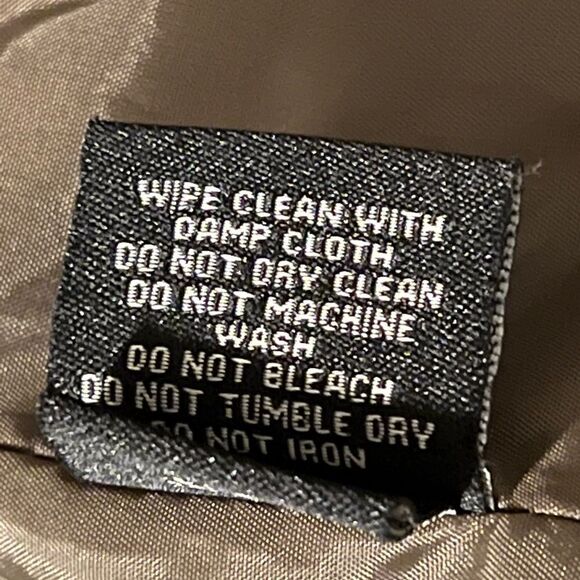 WIPE CLEAN WITH
DAMP CLOTH
DO NOT DRY CLEAN
DO NOT MACHINE
WASH
DO NOT BLEACH
DO NOT TUMBLE DRY
DO NOT IRON